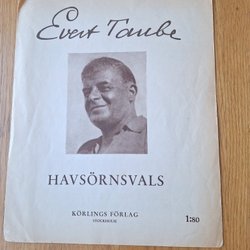 Evert Taube
HAVSÖRNSVALS
KÖRLINGS FÖRLAG
STOCKHOLM
1:80